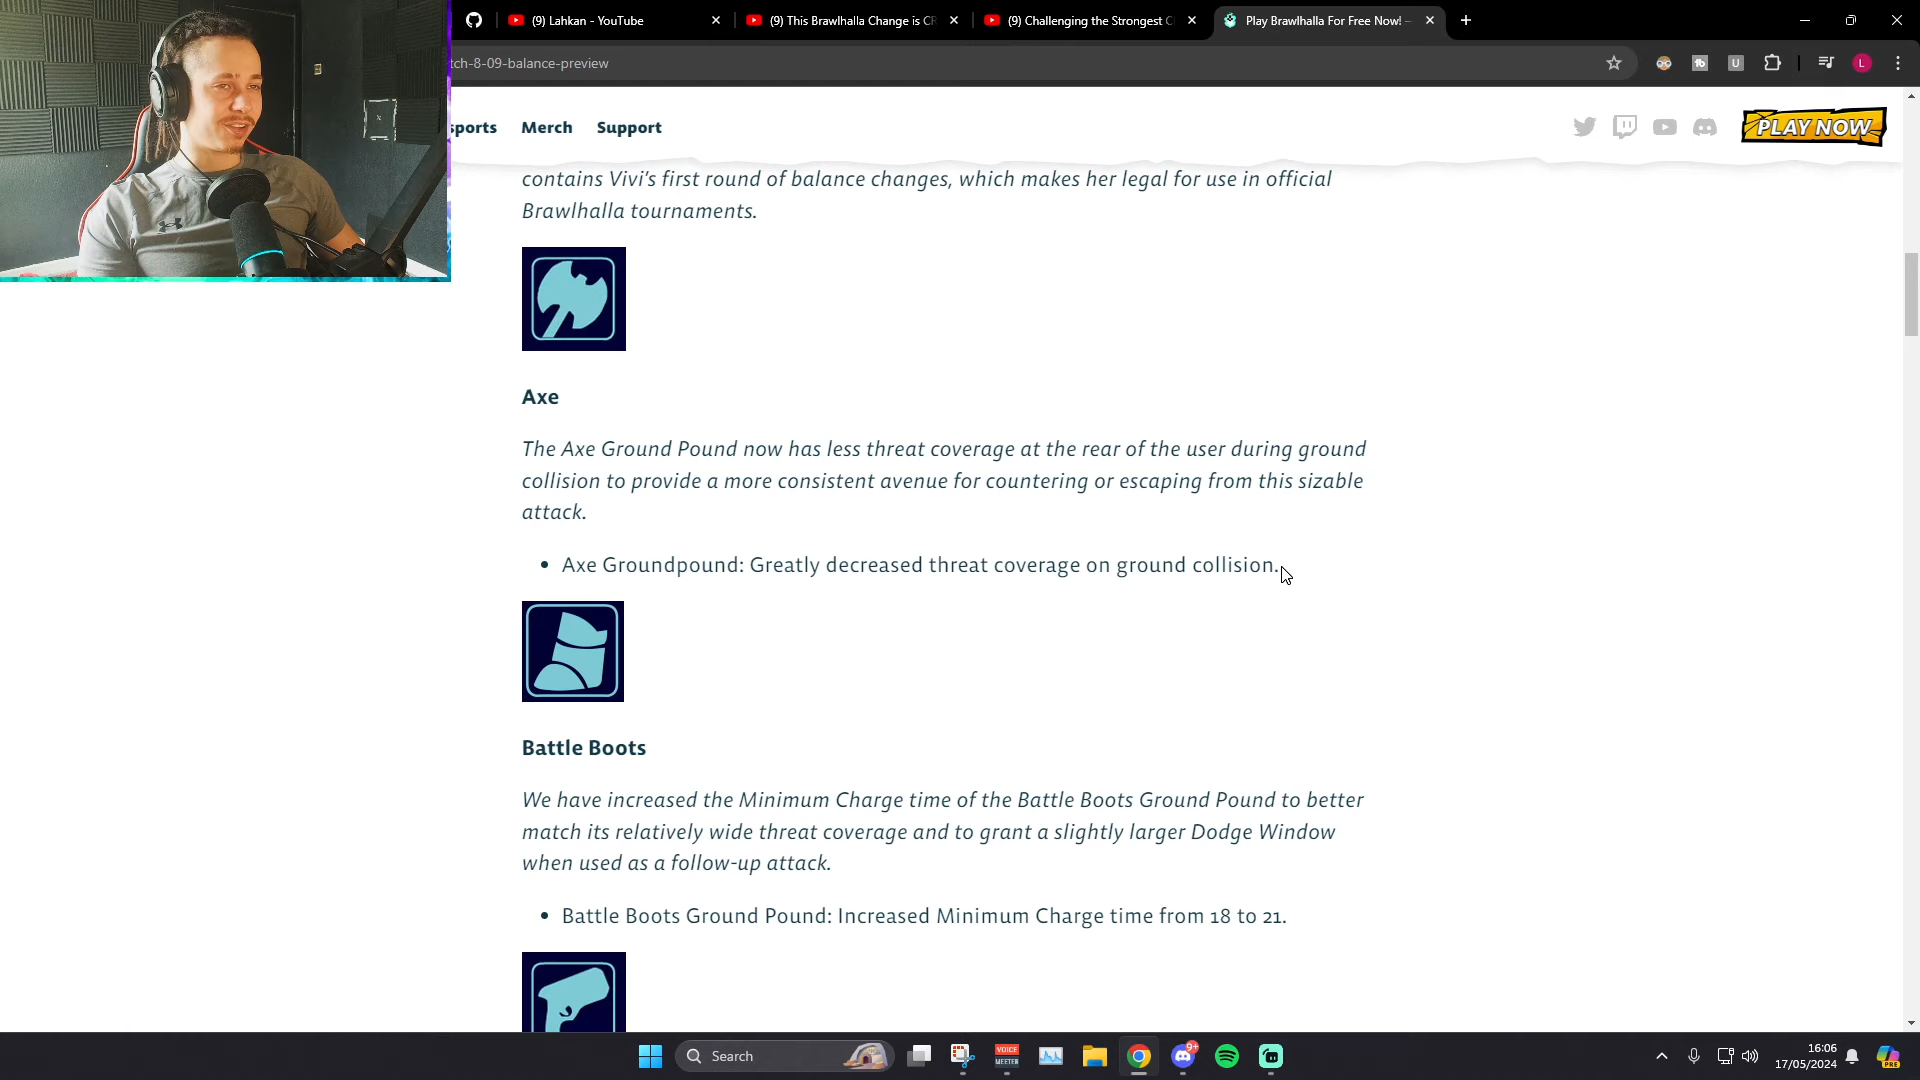 (9) Lahkan - YouTube
(9) This Brawlhalla Change is CR
(9) Challenging the Strongest C
Play Brawlhalla For Free Now! –
tch-8-09-balance-preview
U
L
sports Merch Support
PLAY NOW
contains Vivi's first round of balance changes, which makes her legal for use in official
Brawlhalla tournaments.
Axe
The Axe Ground Pound now has less threat coverage at the rear of the user during ground
collision to provide a more consistent avenue for countering or escaping from this sizable
attack.
• Axe Groundpound: Greatly decreased threat coverage on ground collision.
Battle Boots
We have increased the Minimum Charge time of the Battle Boots Ground Pound to better
match its relatively wide threat coverage and to grant a slightly larger Dodge Window
when used as a follow-up attack.
• Battle Boots Ground Pound: Increased Minimum Charge time from 18 to 21.
Search
VOICE
MEETER
9+
16:06
17/05/2024
PRE